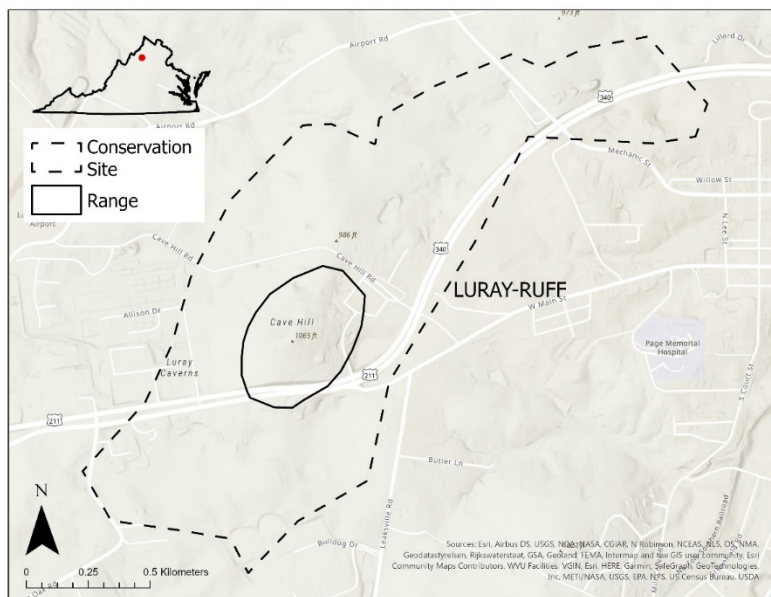 973 ft
Airport Rd
Lillard Dr
340
Conservation
Site
Range
Airport Rd
Mechanic St
Willow St
N Lee St
Airport
986 ft
Cave Hill Rd
Cave Hill Rd
340
LURAY-RUFF
W Main St
Allison Dr
Cave Hill
1065 ft
Page Memorial
Hospital
Luray
Caverns
211
211
S Court St
Butler Ln
N
Leaksville Rd
Bulldog Dr
0 0.25 0.5 Kilometers
Oak Rd
Sources: Esri, Airbus DS, USGS, NGA, NASA, CGIAR, N Robinson, NCEAS, NLS, OS, NMA,
Geodatastyrelsen, Rijkswaterstaat, GSA, Geoland, FEMA, Intermap and the GIS user community, Esri
Community Maps Contributors, WVU Facilities, VGIN, Esri, HERE, Garmin, SafeGraph, GeoTechnologies,
Inc, METI/NASA, USGS, EPA, NPS, US Census Bureau, USDA